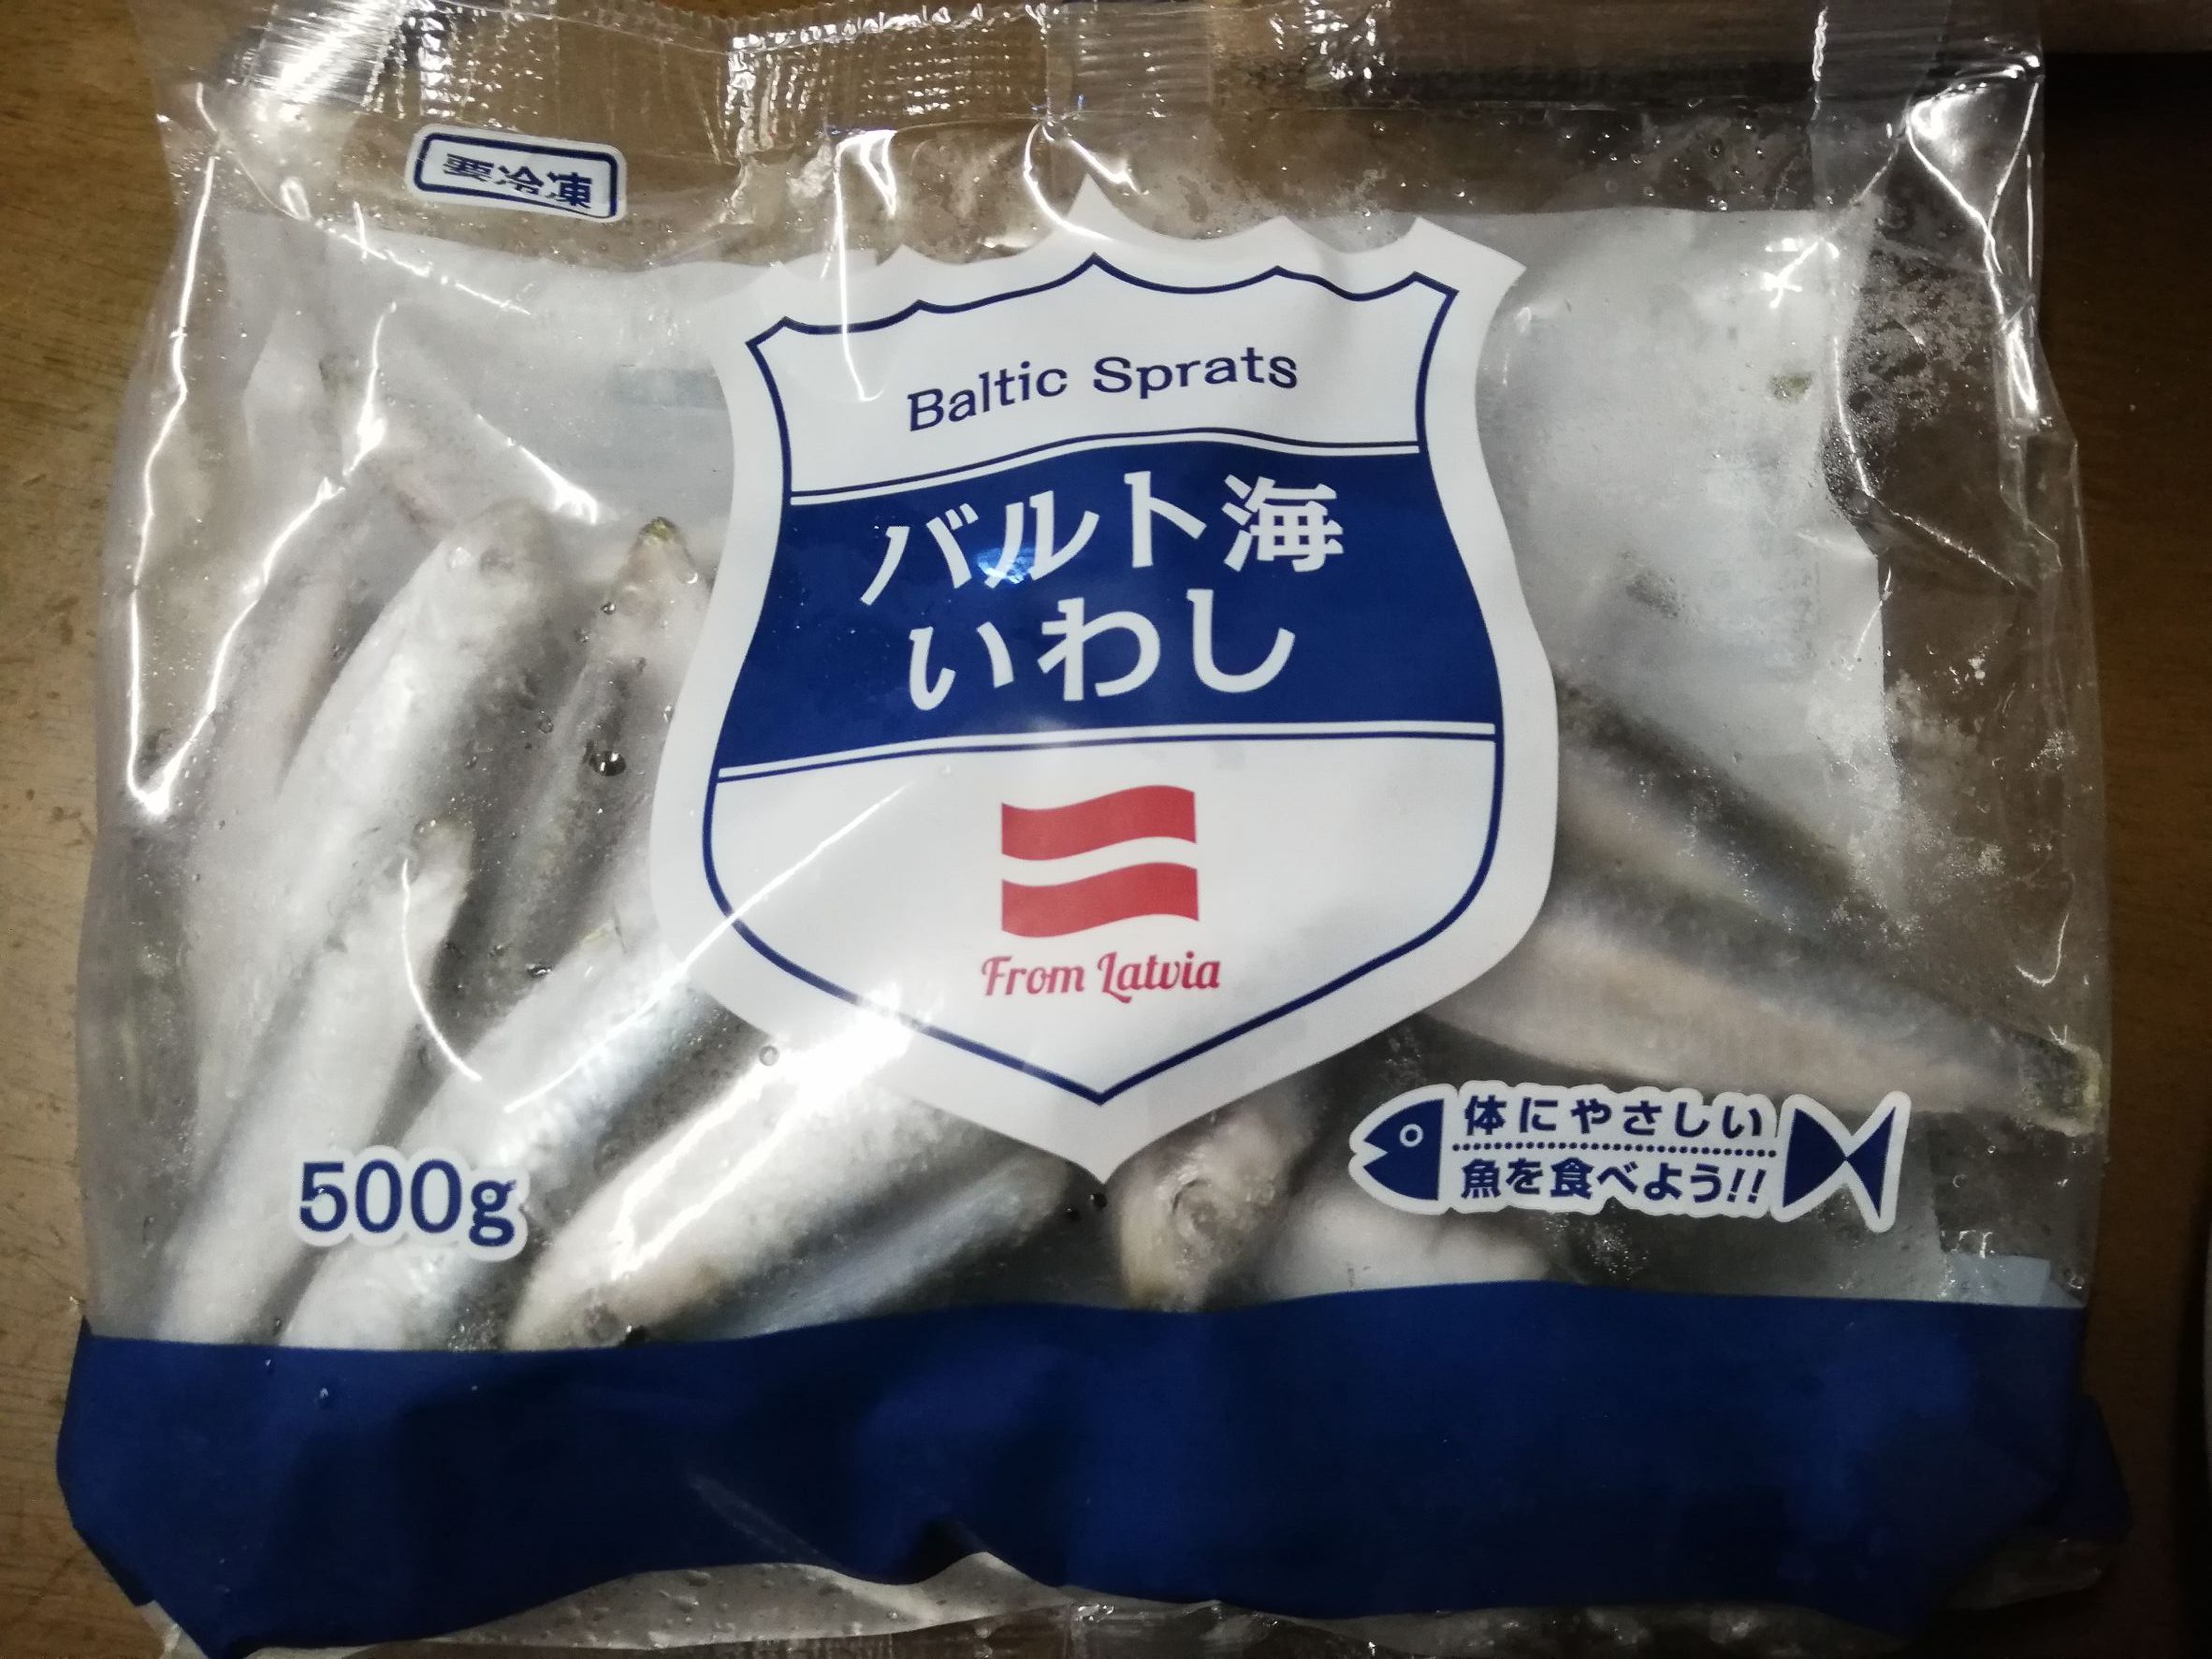 要冷凍
Baltic Sprats
バルト海
いわし
From Latvia
500g
体にやさしい
魚を食べよう!!